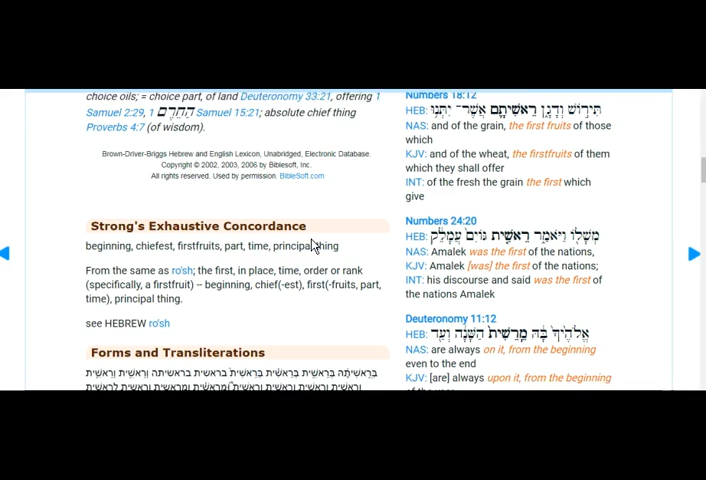 choice oils; = choice part, of land Deuteronomy 33:21, offering 1
Samuel 2:29, 1 הַחֵרֶם Samuel 15:21; absolute chief thing
Proverbs 4:7 (of wisdom).
Brown-Driver-Briggs Hebrew and English Lexicon, Unabridged, Electronic Database.
Copyright © 2002, 2003, 2006 by Biblesoft, Inc.
All rights reserved. Used by permission. BibleSoft.com
Strong's Exhaustive Concordance
beginning, chiefest, firstfruits, part, time, principal thing
From the same as ro'sh; the first, in place, time, order or rank
(specifically, a firstfruit) -- beginning, chief(-est), first(-fruits, part,
time), principal thing.
see HEBREW ro'sh
Forms and Transliterations
Numbers 18:12
HEB: תִּיר֣וֹשׁ וְדָגָ֑ן רֵאשִׁיתָ֛ם אֲשֶׁר־ יִתְּנ֥וּ
NAS: and of the grain, the first fruits of those
which
KJV: and of the wheat, the firstfruits of them
which they shall offer
INT: of the fresh the grain the first which
give
Numbers 24:20
HEB: מְשָׁל֖וֹ וַיֹּאמַ֑ר רֵאשִׁ֤ית גּוֹיִם֙ עֲמָלֵ֔ק
NAS: Amalek was the first of the nations,
KJV: Amalek [was] the first of the nations;
INT: his discourse and said was the first of
the nations Amalek
Deuteronomy 11:12
HEB: אֱלֹהֶ֙יךָ֙ בָּ֔הּ מֵֽרֵשִׁית֙ הַשָּׁנָ֔ה וְעַ֖ד
NAS: are always on it, from the beginning
even to the end
KJV: [are] always upon it, from the beginning